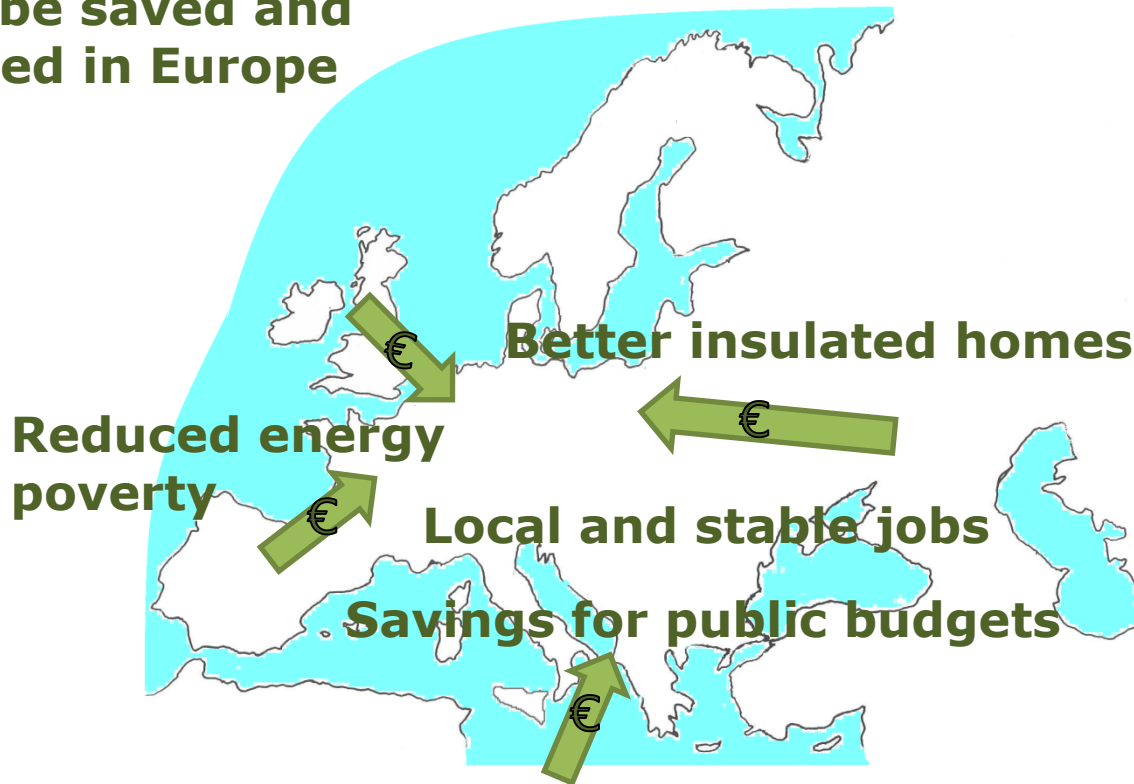 be saved and
ed in Europe
€
Better insulated homes
€
Reduced energy
poverty
€
Local and stable jobs
Savings for public budgets
€